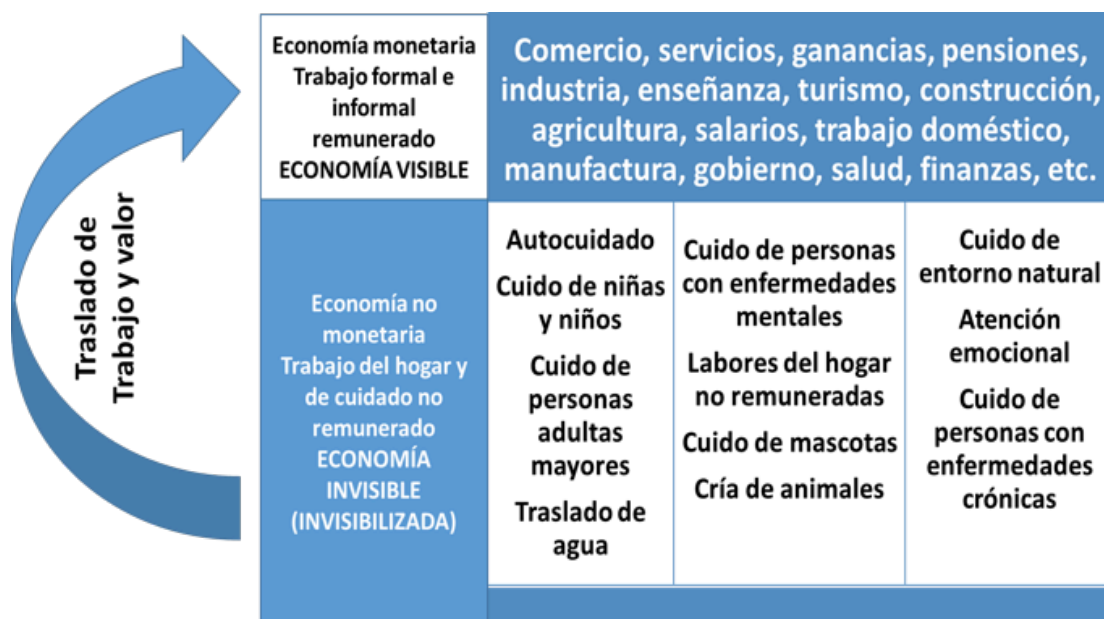 Traslado de
Trabajo y valor
Economía monetaria
Trabajo formal e
informal
remunerado
ECONOMÍA VISIBLE
Comercio, servicios, ganancias, pensiones,
industria, enseñanza, turismo, construcción,
agricultura, salarios, trabajo doméstico,
manufactura, gobierno, salud, finanzas, etc.
Economía no
monetaria
Trabajo del hogar y
de cuidado no
remunerado
ECONOMÍA
INVISIBLE
(INVISIBILIZADA)
Autocuidado
Cuido de niñas
y niños
Cuido de
personas
adultas
mayores
Traslado de
agua
Cuido de personas
con enfermedades
mentales
Labores del hogar
no remuneradas
Cuido de mascotas
Cría de animales
Cuido de
entorno natural
Atención
emocional
Cuido de
personas con
enfermedades
crónicas